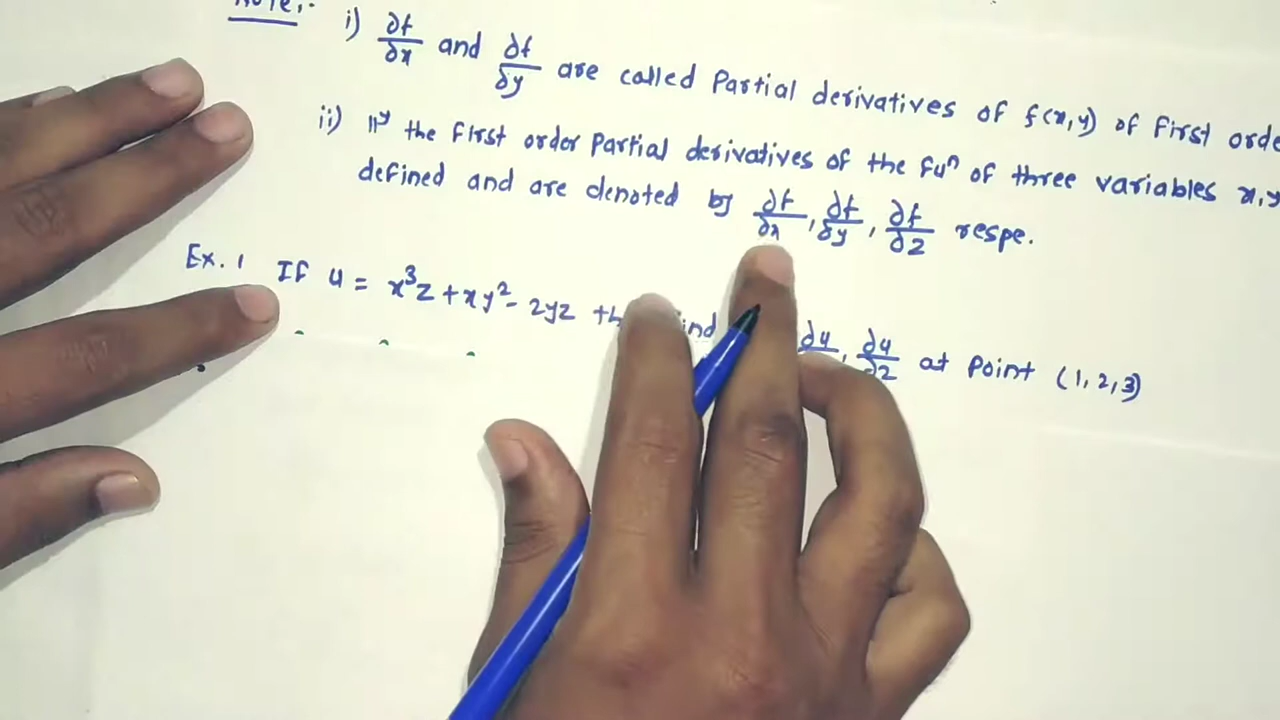 Note:-
i) ∂f/∂x and ∂f/∂y are called Partial derivatives of f(x,y) of First orde
ii) ||ly the First order Partial derivatives of the Fuⁿ of three variables x,y
defined and are denoted by ∂f/∂x, ∂f/∂y, ∂f/∂z respe.
Ex. 1 If u = x³z + xy² - 2yz ∂u, ∂u/∂z at Point (1,2,3)